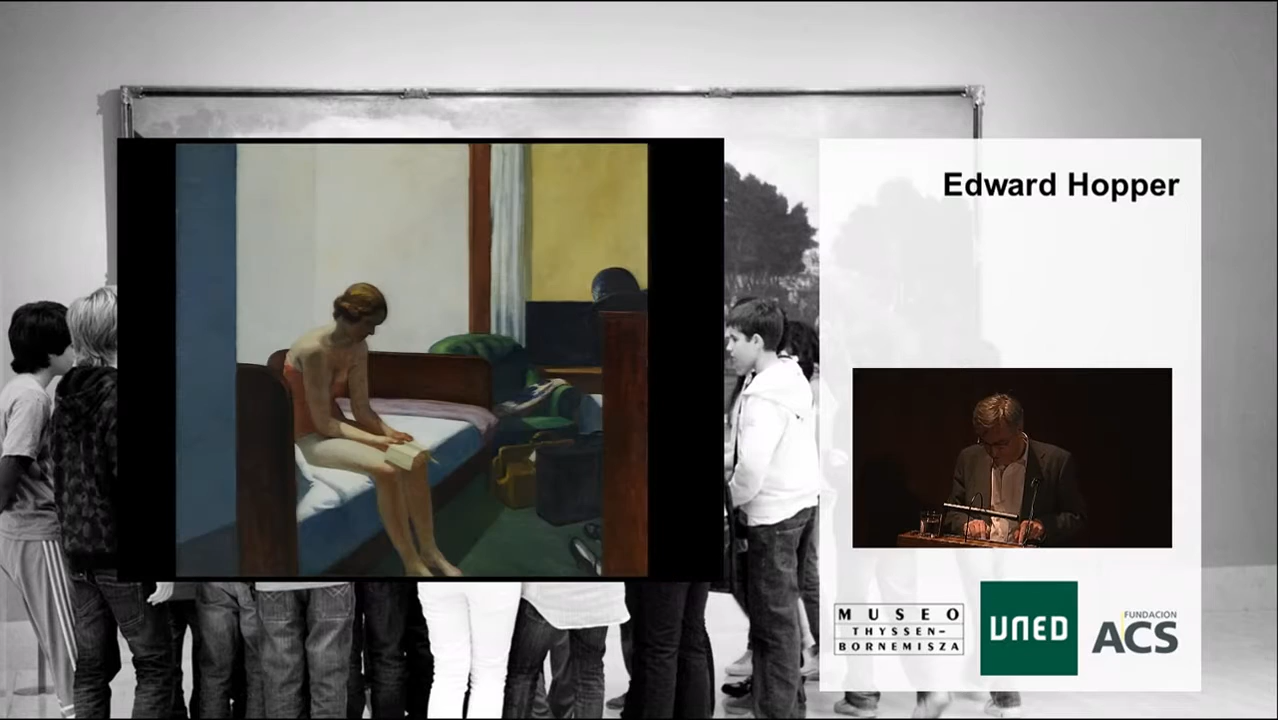 Edward Hopper
MUSEO
THYSSEN-
BORNEMISZA
UNED
FUNDACION
ACS